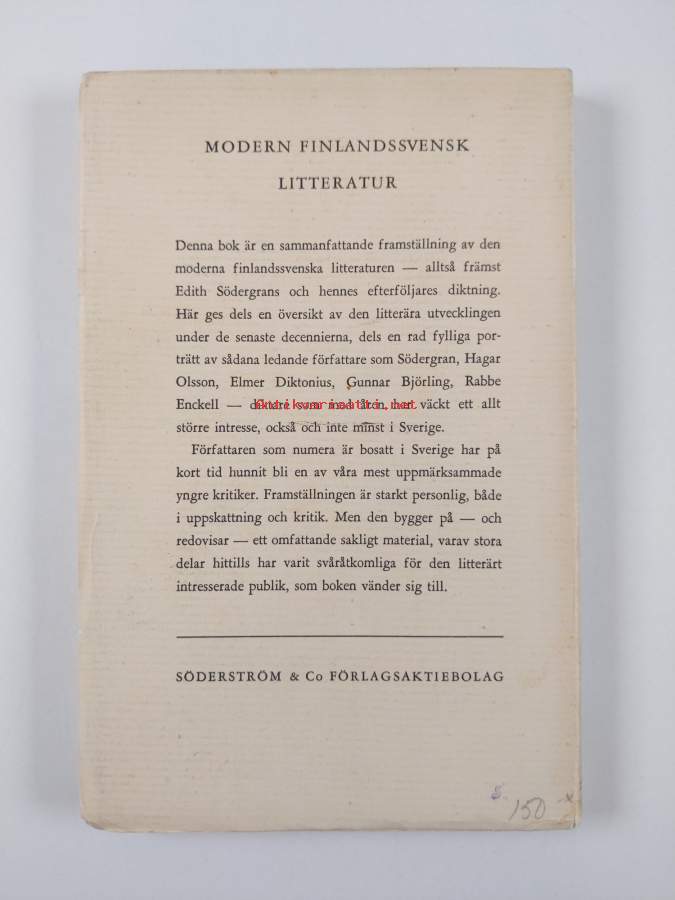 MODERN FINLANDSSVENSK
LITTERATUR
Denna bok är en sammanfattande framställning av den
moderna finlandssvenska litteraturen — alltså främst
Edith Södergrans och hennes efterföljares diktning.
Här ges dels en översikt av den litterära utvecklingen
under de senaste decennierna, dels en rad fylliga por-
trätt av sådana ledande författare som Södergran, Hagar
Olsson, Elmer Diktonius, Gunnar Björling, Rabbe
Enckell — diktare som med åren har väckt ett allt
större intresse, också och inte minst i Sverige.
Författaren som numera är bosatt i Sverige har på
kort tid hunnit bli en av våra mest uppmärksammade
yngre kritiker. Framställningen är starkt personlig, både
i uppskattning och kritik. Men den bygger på — och
redovisar — ett omfattande sakligt material, varav stora
delar hittills har varit svåråtkomliga för den litterärt
intresserade publik, som boken vänder sig till.
SÖDERSTRÖM & Co FÖRLAGSAKTIEBOLAG
150